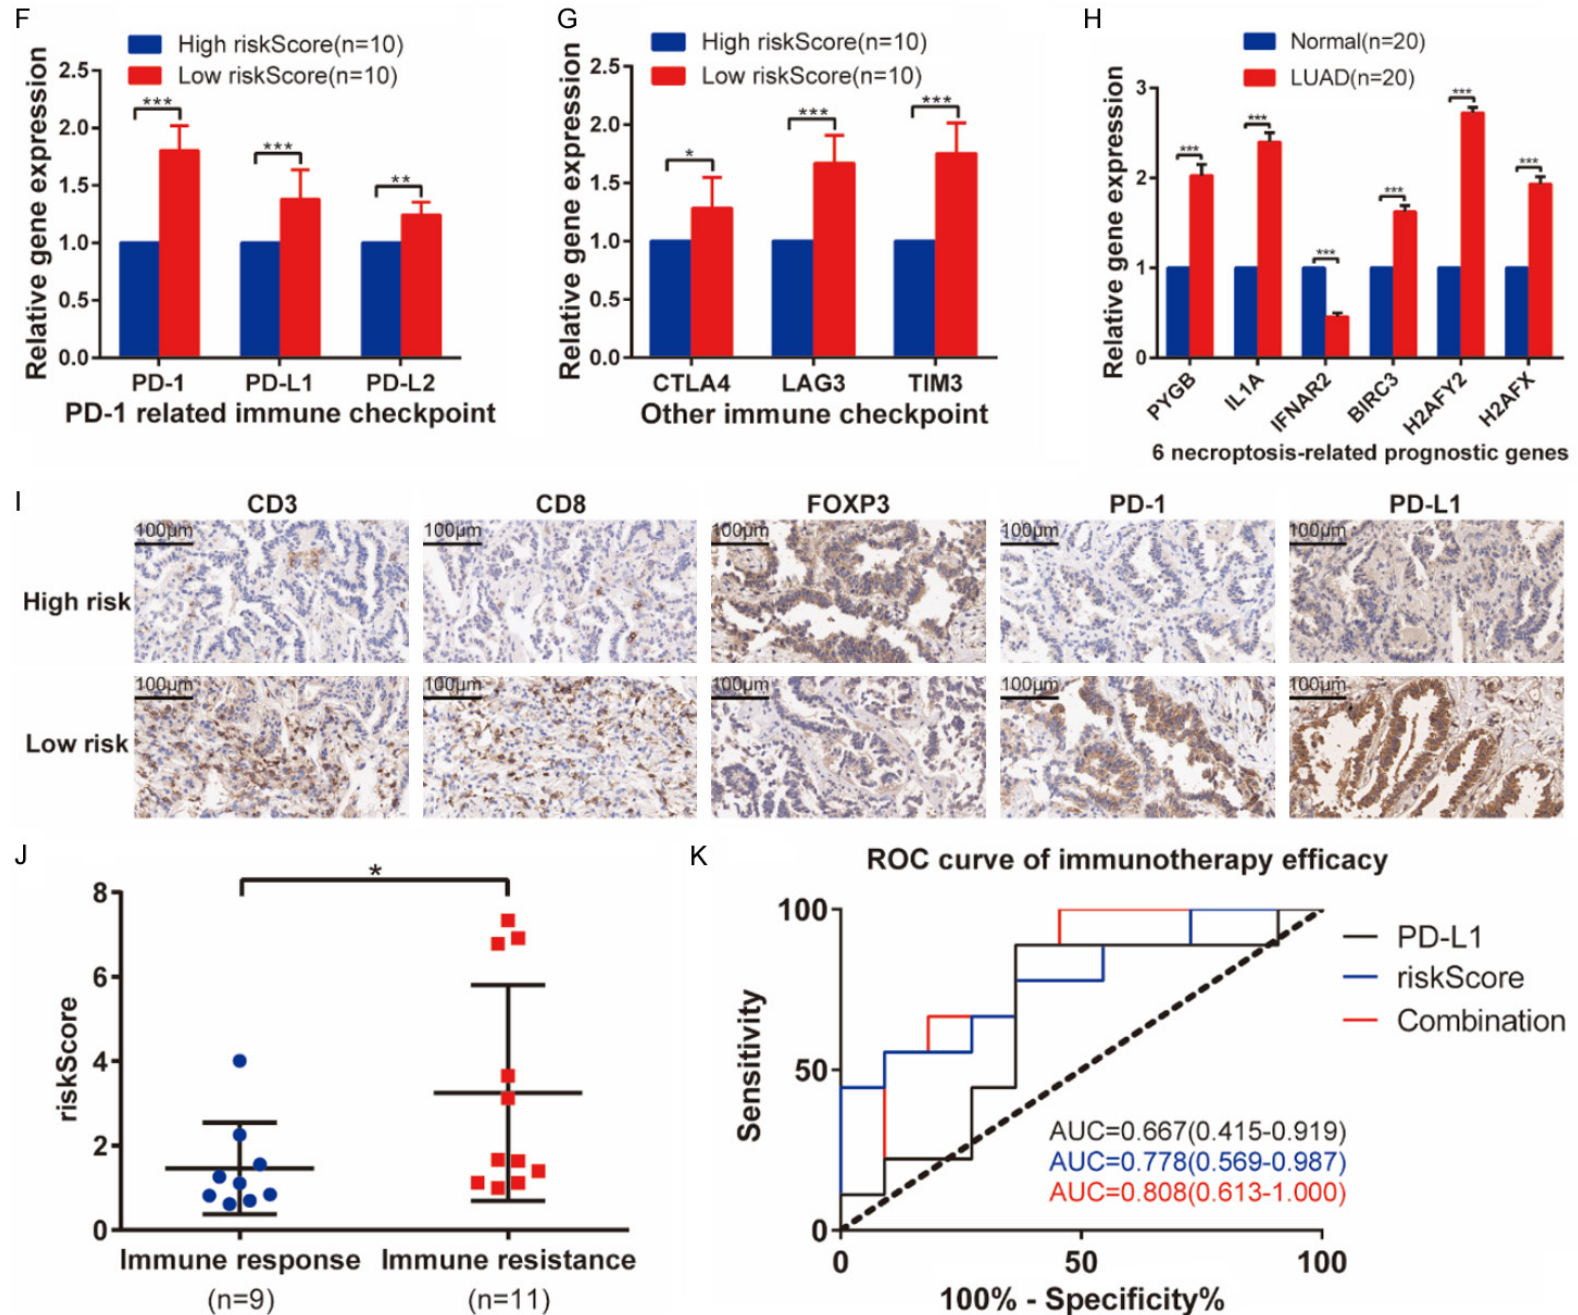 F
High riskScore(n=10)
Low riskScore(n=10)
Relative gene expression
2.5
2.0
1.5
1.0
0.5
0.0
***
***
**
PD-1 PD-L1 PD-L2
PD-1 related immune checkpoint
G
High riskScore(n=10)
Low riskScore(n=10)
Relative gene expression
2.5
2.0
1.5
1.0
0.5
0.0
*
***
***
CTLA4 LAG3 TIM3
Other immune checkpoint
H
Normal(n=20)
LUAD(n=20)
Relative gene expression
3
2
1
0
***
***
***
***
***
***
PYGB IL1A IFNAR2 BIRC3 H2AFY2 H2AFX
6 necroptosis-related prognostic genes
I
CD3 CD8 FOXP3 PD-1 PD-L1
High risk
100μm 100μm 100μm 100μm 100μm
Low risk
100μm 100μm 100μm 100μm 100μm
J
riskScore
8
6
4
2
0
*
Immune response Immune resistance
(n=9) (n=11)
K
ROC curve of immunotherapy efficacy
Sensitivity
100
50
0
PD-L1
riskScore
Combination
AUC=0.667(0.415-0.919)
AUC=0.778(0.569-0.987)
AUC=0.808(0.613-1.000)
0 50 100
100% - Specificity%